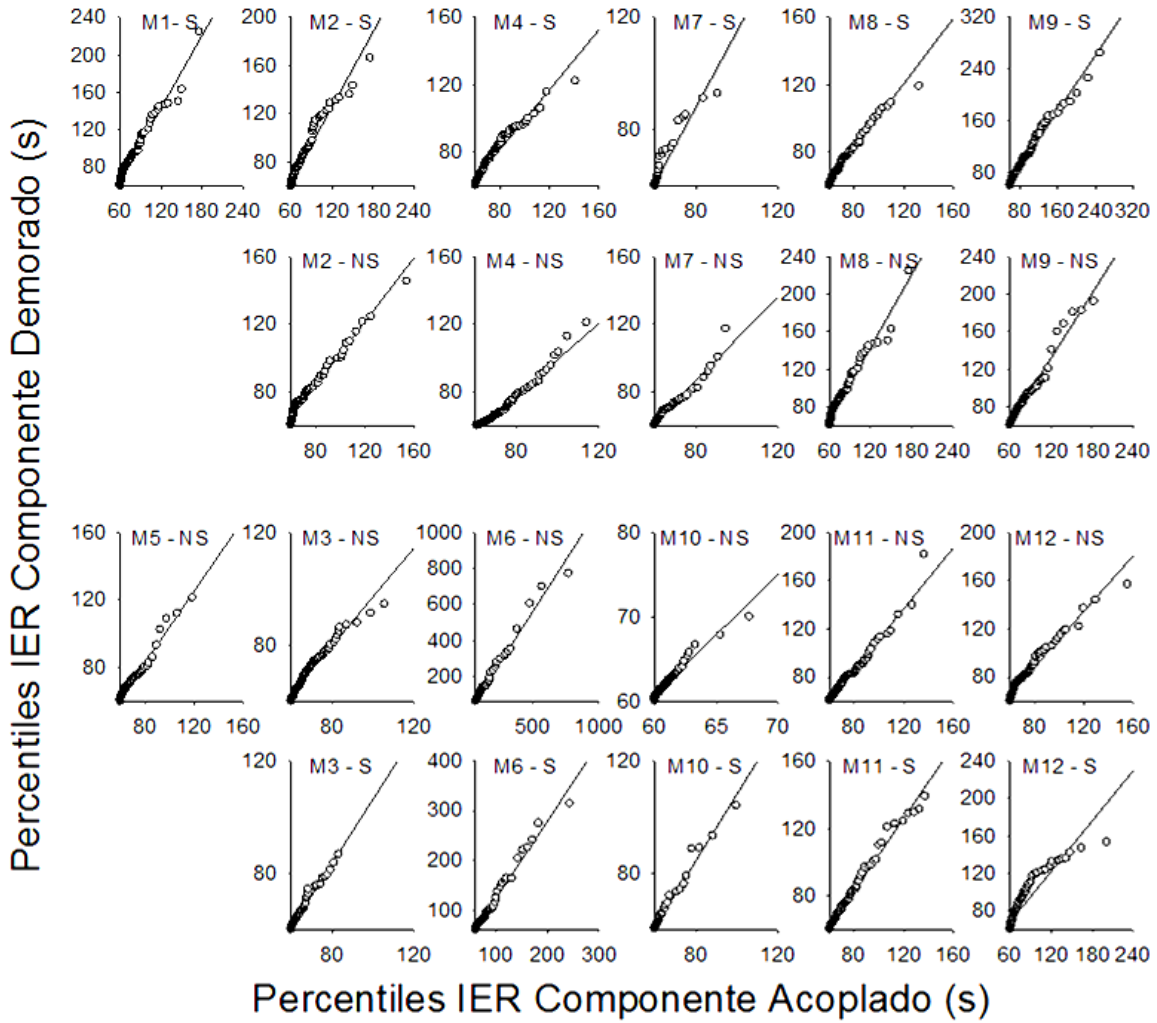 Percentiles IER Componente Demorado (s)
M1- S
240
200
160
120
80
60 120 180 240
M2 - S
200
160
120
80
60 120 180 240
M4 - S
160
120
80
80 120 160
M7 - S
120
80
80 120
M8 - S
160
120
80
80 120 160
M9 - S
320
240
160
80
80 160 240 320
M2 - NS
160
120
80
80 120 160
M4 - NS
160
120
80
80 120
M7 - NS
160
120
80
80 120
M8 - NS
240
200
160
120
80
60 120 180 240
M9 - NS
240
200
160
120
80
60 120 180 240
M5 - NS
160
120
80
80 120 160
M3 - NS
120
80
80 120
M6 - NS
1000
800
600
400
200
500 1000
M10 - NS
80
70
60
60 65 70
M11 - NS
200
160
120
80
80 120 160
M12 - NS
200
160
120
80
80 120 160
M3 - S
120
80
80 120
M6 - S
400
300
200
100
100 200 300
M10 - S
120
80
80 120
M11 - S
160
120
80
80 120 160
M12 - S
240
200
160
120
80
60 120 180 240
Percentiles IER Componente Acoplado (s)